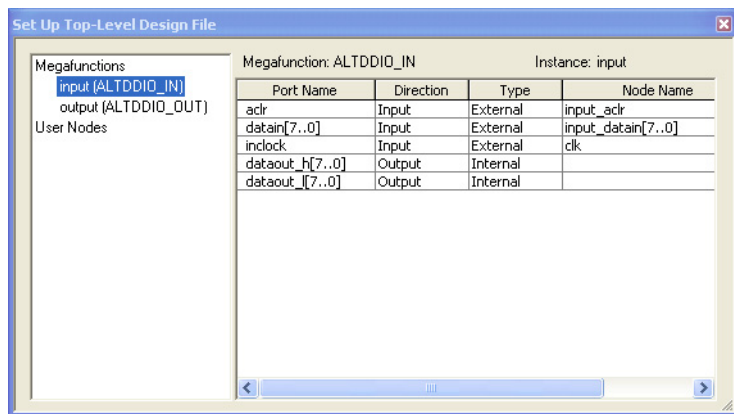 Set Up Top-Level Design File
Megafunctions
input (ALTDDIO_IN)
output (ALTDDIO_OUT)
User Nodes
Megafunction: ALTDDIO_IN Instance: input
Port Name Direction Type Node Name
aclr Input External input_aclr
datain[7..0] Input External input_datain[7..0]
inclock Input External clk
dataout_h[7..0] Output Internal
dataout_l[7..0] Output Internal